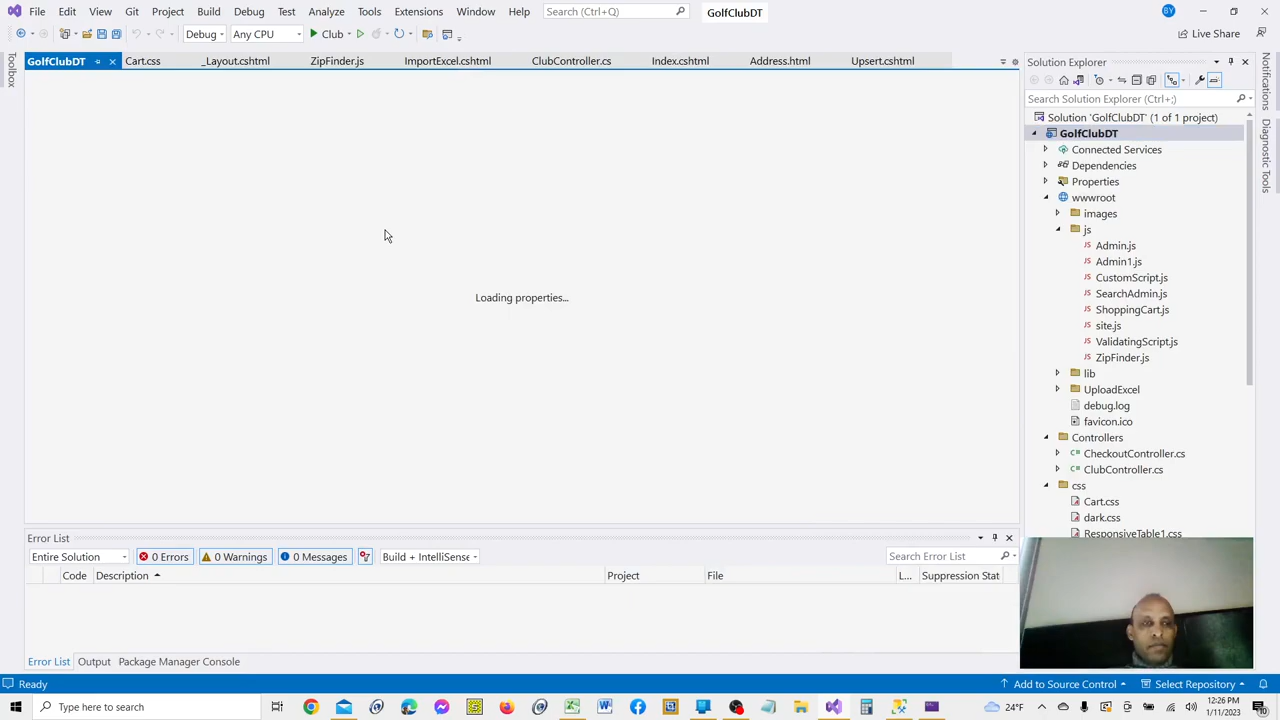 File Edit View Git Project Build Debug Test Analyze Tools Extensions Window Help Search (Ctrl+Q) GolfClubDT BY
Debug Any CPU Club Live Share
Toolbox
GolfClubDT Cart.css _Layout.cshtml ZipFinder.js ImportExcel.cshtml ClubController.cs Index.cshtml Address.html Upsert.cshtml
Loading properties...
Solution Explorer
Search Solution Explorer (Ctrl+;)
Solution 'GolfClubDT' (1 of 1 project)
GolfClubDT
Connected Services
Dependencies
Properties
wwwroot
images
js
Admin.js
Admin1.js
CustomScript.js
SearchAdmin.js
ShoppingCart.js
site.js
ValidatingScript.js
ZipFinder.js
lib
UploadExcel
debug.log
favicon.ico
Controllers
CheckoutController.cs
ClubController.cs
css
Cart.css
dark.css
ResponsiveTable1.css
Notifications
Diagnostic Tools
Error List
Entire Solution 0 Errors 0 Warnings 0 Messages Build + IntelliSense Search Error List
Code Description Project File L... Suppression Stat
Error List Output Package Manager Console
Ready Add to Source Control Select Repository
Type here to search 24°F 12:26 PM
1/11/2023